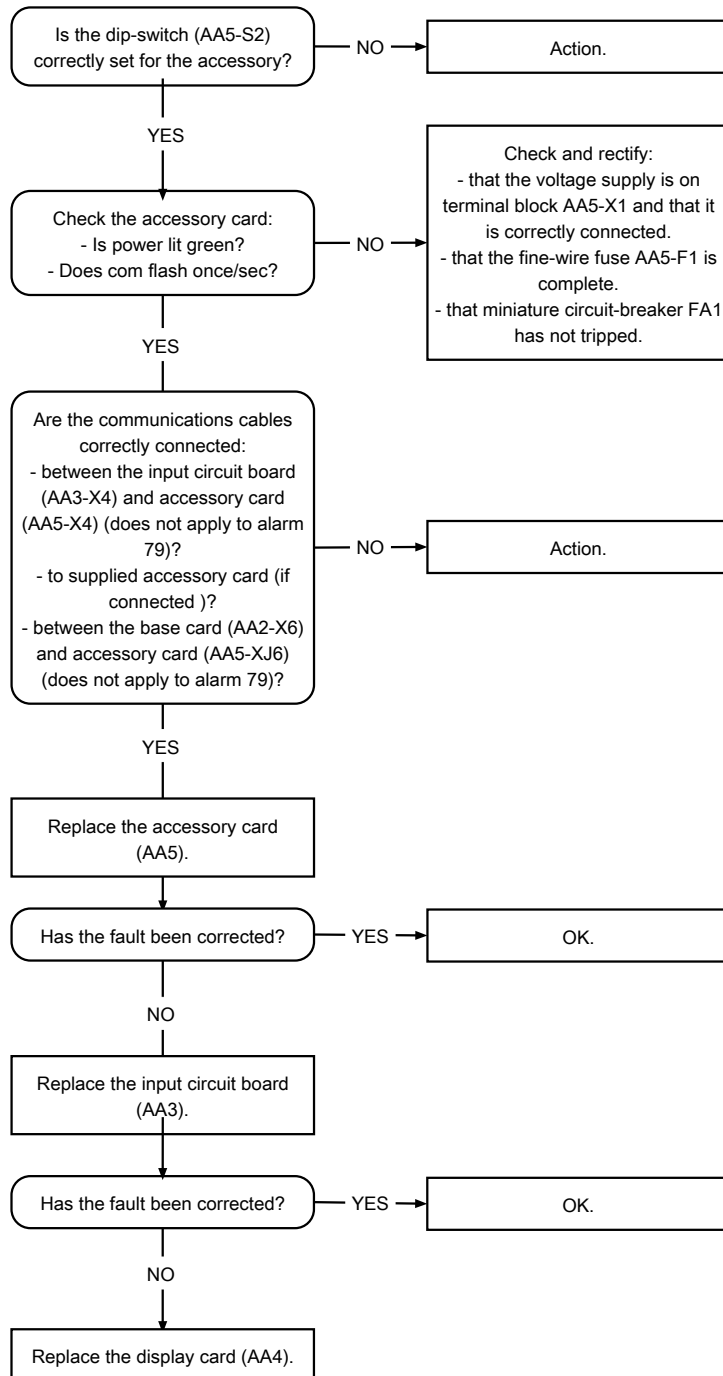 Is the dip-switch (AA5-S2)
correctly set for the accessory?
NO
Action.
YES
Check the accessory card:
- Is power lit green?
- Does com flash once/sec?
NO
Check and rectify:
- that the voltage supply is on
terminal block AA5-X1 and that it
is correctly connected.
- that the fine-wire fuse AA5-F1 is
complete.
- that miniature circuit-breaker FA1
has not tripped.
YES
Are the communications cables
correctly connected:
- between the input circuit board
(AA3-X4) and accessory card
(AA5-X4) (does not apply to alarm
79)?
- to supplied accessory card (if
connected )?
- between the base card (AA2-X6)
and accessory card (AA5-XJ6)
(does not apply to alarm 79)?
NO
Action.
YES
Replace the accessory card
(AA5).
Has the fault been corrected?
YES
OK.
NO
Replace the input circuit board
(AA3).
Has the fault been corrected?
YES
OK.
NO
Replace the display card (AA4).